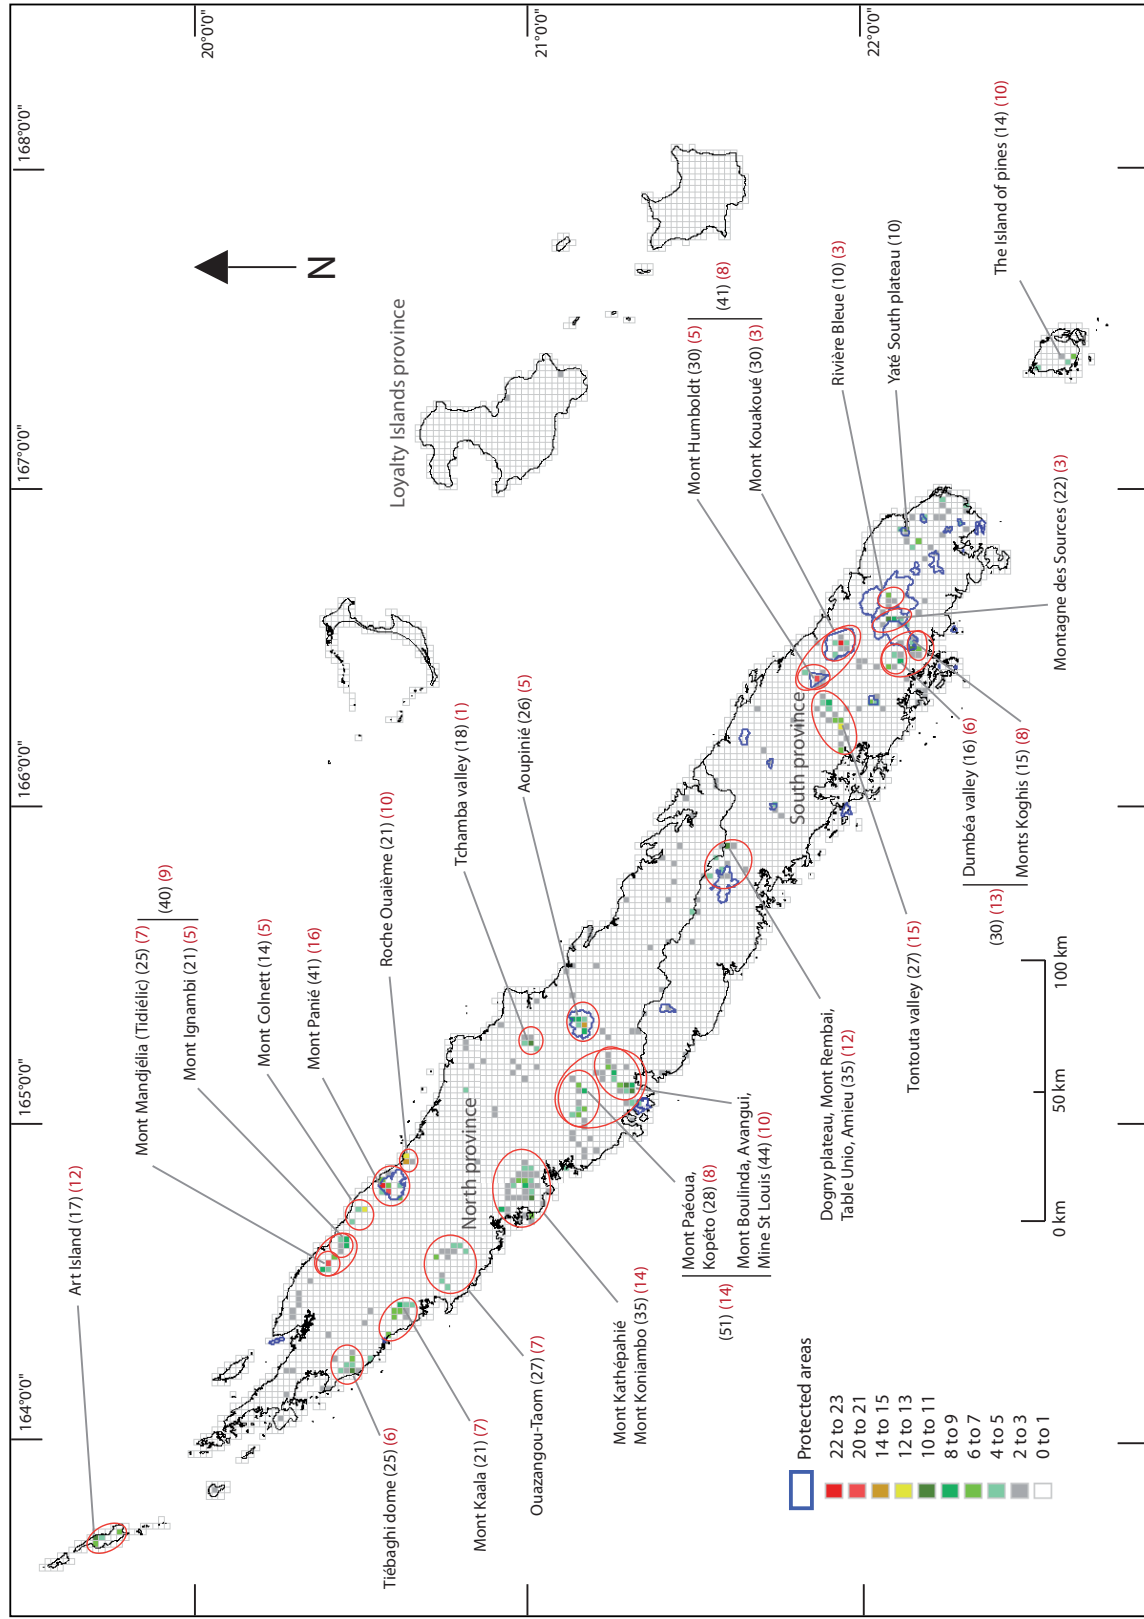 164°0'0"
165°0'0"
166°0'0"
167°0'0"
168°0'0"
20°0'0"
21°0'0"
22°0'0"
N
Art Island (17) (12)
Mont Mandjélia (Tidiélic) (25) (7)
Mont Ignambi (21) (5)
(40) (9)
Mont Colnett (14) (5)
Mont Panié (41) (16)
Roche Ouaième (21) (10)
Tchamba valley (18) (1)
Aoupinié (26) (5)
Loyalty Islands province
North province
South province
Mont Humboldt (30) (5)
Mont Kouakoué (30) (3)
(41) (8)
Rivière Bleue (10) (3)
Yaté South plateau (10)
The Island of pines (14) (10)
Montagne des Sources (22) (3)
Dumbéa valley (16) (6)
Monts Koghis (15) (8)
(30) (13)
Tontouta valley (27) (15)
Dogny plateau, Mont Rembai,
Table Unio, Amieu (35) (12)
Mont Paéoua,
Kopéto (28) (8)
Mont Boulinda, Avangui,
Mine St Louis (44) (10)
(51) (14)
Mont Kathépahié
Mont Koniambo (35) (14)
Ouazangou-Taom (27) (7)
Mont Kaala (21) (7)
Tiébaghi dome (25) (6)
0 km
50 km
100 km
Protected areas
22 to 23
20 to 21
14 to 15
12 to 13
10 to 11
8 to 9
6 to 7
4 to 5
2 to 3
0 to 1